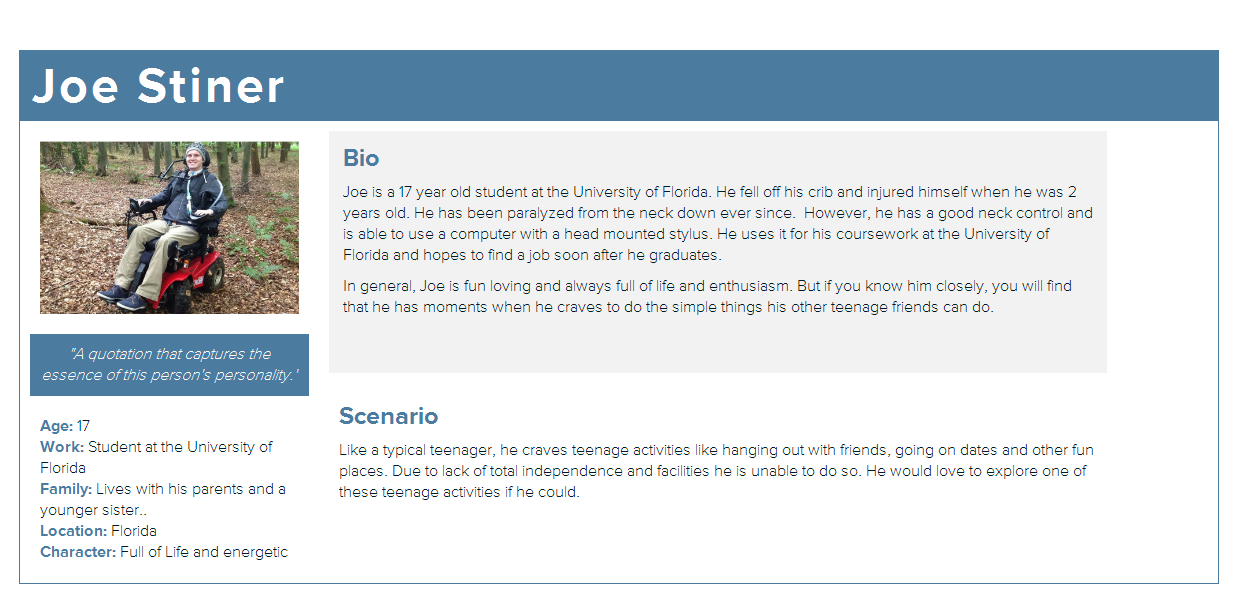 Joe Stiner
"A quotation that captures the
essence of this person's personality."
Age: 17
Work: Student at the University of
Florida
Family: Lives with his parents and a
younger sister..
Location: Florida
Character: Full of Life and energetic
Bio
Joe is a 17 year old student at the University of Florida. He fell off his crib and injured himself when he was 2
years old. He has been paralyzed from the neck down ever since.  However, he has a good neck control and
is able to use a computer with a head mounted stylus. He uses it for his coursework at the University of
Florida and hopes to find a job soon after he graduates.
In general, Joe is fun loving and always full of life and enthusiasm. But if you know him closely, you will find
that he has moments when he craves to do the simple things his other teenage friends can do.
Scenario
Like a typical teenager, he craves teenage activities like hanging out with friends, going on dates and other fun
places. Due to lack of total independence and facilities he is unable to do so. He would love to explore one of
these teenage activities if he could.